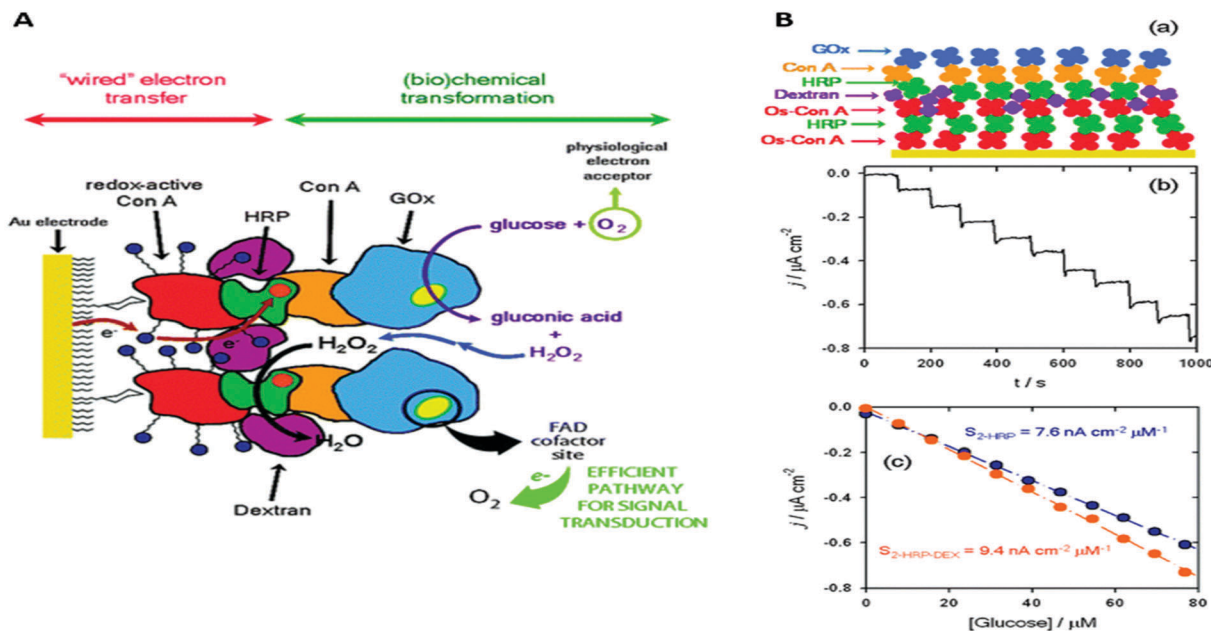 A
"wired" electron
transfer
(bio)chemical
transformation
physiological
electron
acceptor
redox-active
Con A
Con A
GOx
HRP
Au electrode
glucose + O2
e-
e-
gluconic acid
+
H2O2
H2O2
H2O
FAD
cofactor
site
Dextran
O2
e-
EFFICIENT
PATHWAY
FOR SIGNAL
TRANSDUCTION
B
(a)
GOx
Con A
HRP
Dextran
Os-Con A
HRP
Os-Con A
(b)
0.0
-0.2
-0.4
-0.6
-0.8
j / μA cm-2
0 200 400 600 800 1000
t / s
(c)
S2-HRP = 7.6 nA cm-2 μM-1
S2-HRP-DEX = 9.4 nA cm-2 μM-1
0.0
-0.2
-0.4
-0.6
-0.8
j / μA cm-2
0 20 40 60 80
[Glucose] / μM